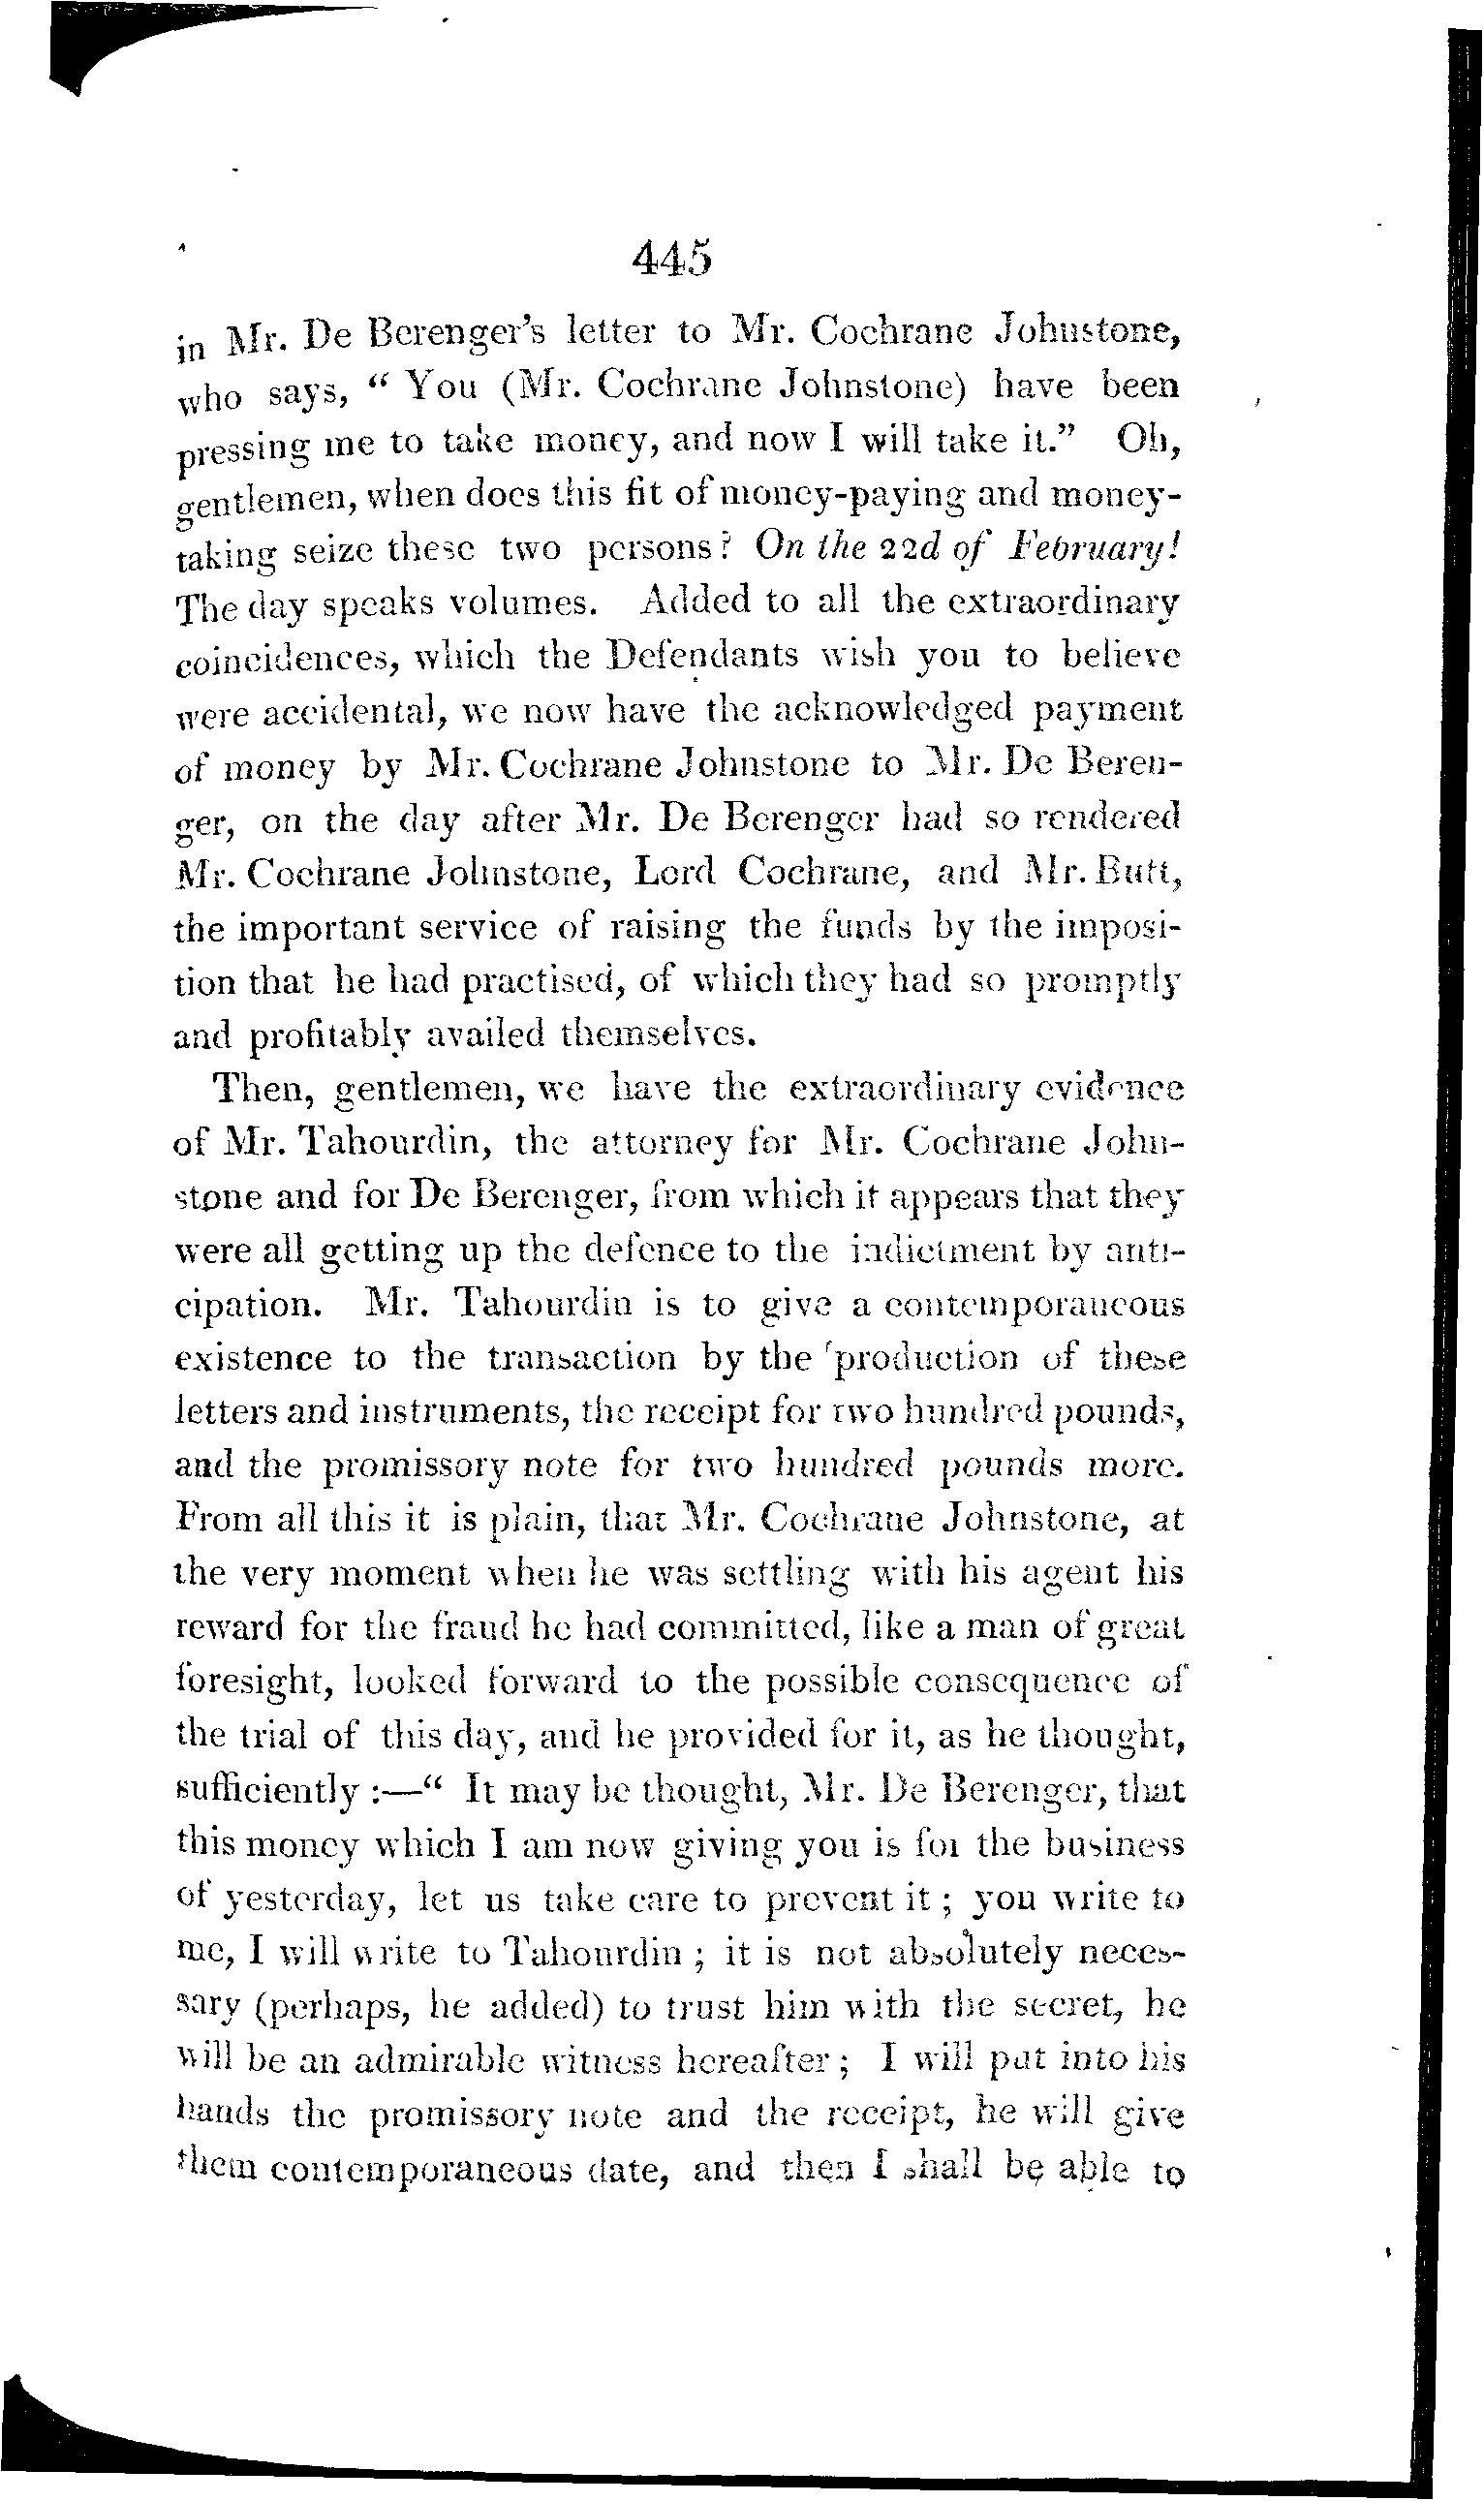 445
in Mr. De Berenger's letter to Mr. Cochrane Johnstone,
who says, “ You (Mr. Cochrane Johnstone) have been
pressing me to take money, and now I will take it.” Oh,
gentlemen, when does this fit of money-paying and money-
taking seize these two persons? On the 22d of February!
The day speaks volumes. Added to all the extraordinary
coincidences, which the Defendants wish you to believe
were accidental, we now have the acknowledged payment
of money by Mr. Cochrane Johnstone to Mr. De Beren-
ger, on the day after Mr. De Berenger had so rendered
Mr. Cochrane Johnstone, Lord Cochrane, and Mr. Butt,
the important service of raising the funds by the imposi-
tion that he had practised, of which they had so promptly
and profitably availed themselves.
Then, gentlemen, we have the extraordinary evidence
of Mr. Tahourdin, the attorney for Mr. Cochrane John-
stone and for De Berenger, from which it appears that they
were all getting up the defence to the indictment by anti-
cipation. Mr. Tahourdin is to give a contemporaneous
existence to the transaction by the production of these
letters and instruments, the receipt for two hundred pounds,
and the promissory note for two hundred pounds more.
From all this it is plain, that Mr. Cochrane Johnstone, at
the very moment when he was settling with his agent his
reward for the fraud he had committed, like a man of great
foresight, looked forward to the possible consequence of
the trial of this day, and he provided for it, as he thought,
sufficiently :—“ It may be thought, Mr. De Berenger, that
this money which I am now giving you is for the business
of yesterday, let us take care to prevent it ; you write to
me, I will write to Tahourdin ; it is not absolutely neces-
sary (perhaps, he added) to trust him with the secret, he
will be an admirable witness hereafter ; I will put into his
hands the promissory note and the receipt, he will give
them contemporaneous date, and then I shall be able to